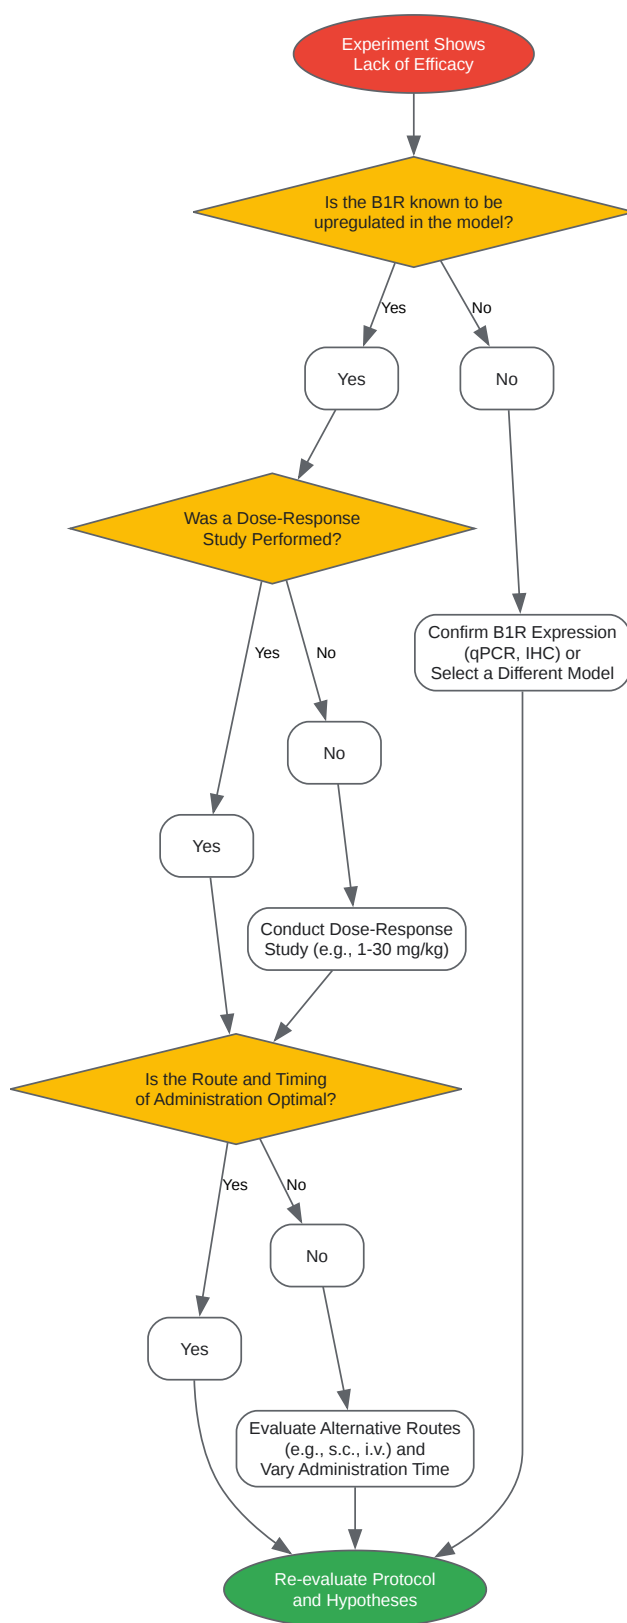 Experiment Shows
Lack of Efficacy
Is the B1R known to be
upregulated in the model?
Yes
No
Yes
No
Was a Dose-Response
Study Performed?
Yes
No
Confirm B1R Expression
(qPCR, IHC) or
Select a Different Model
No
Yes
Conduct Dose-Response
Study (e.g., 1-30 mg/kg)
Is the Route and Timing
of Administration Optimal?
Yes
No
No
Yes
Evaluate Alternative Routes
(e.g., s.c., i.v.) and
Vary Administration Time
Re-evaluate Protocol
and Hypotheses